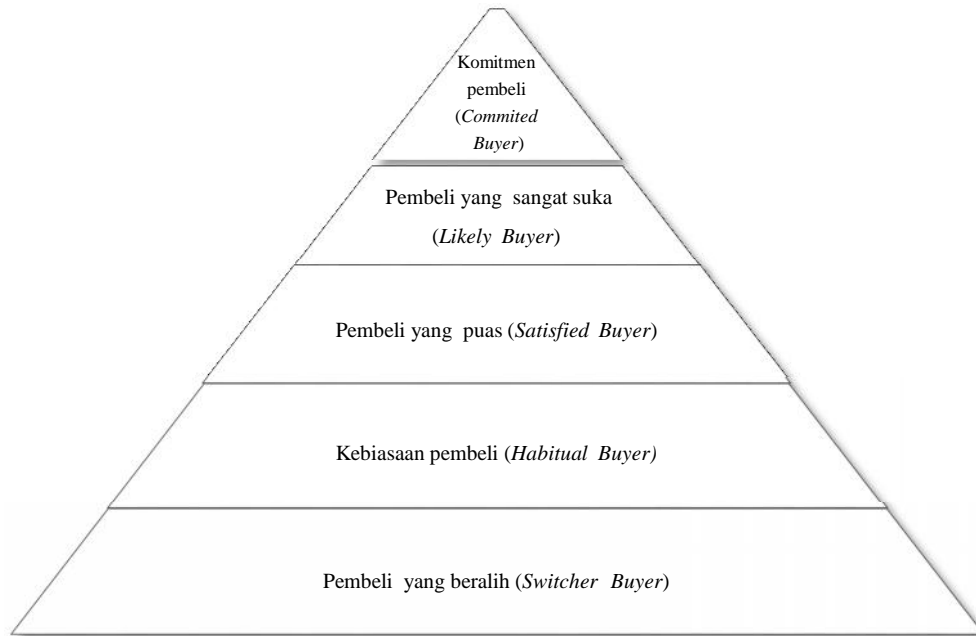 Komitmen
pembeli
(Commited
Buyer)
Pembeli yang sangat suka
(Likely Buyer)
Pembeli yang puas (Satisfied Buyer)
Kebiasaan pembeli (Habitual Buyer)
Pembeli yang beralih (Switcher Buyer)